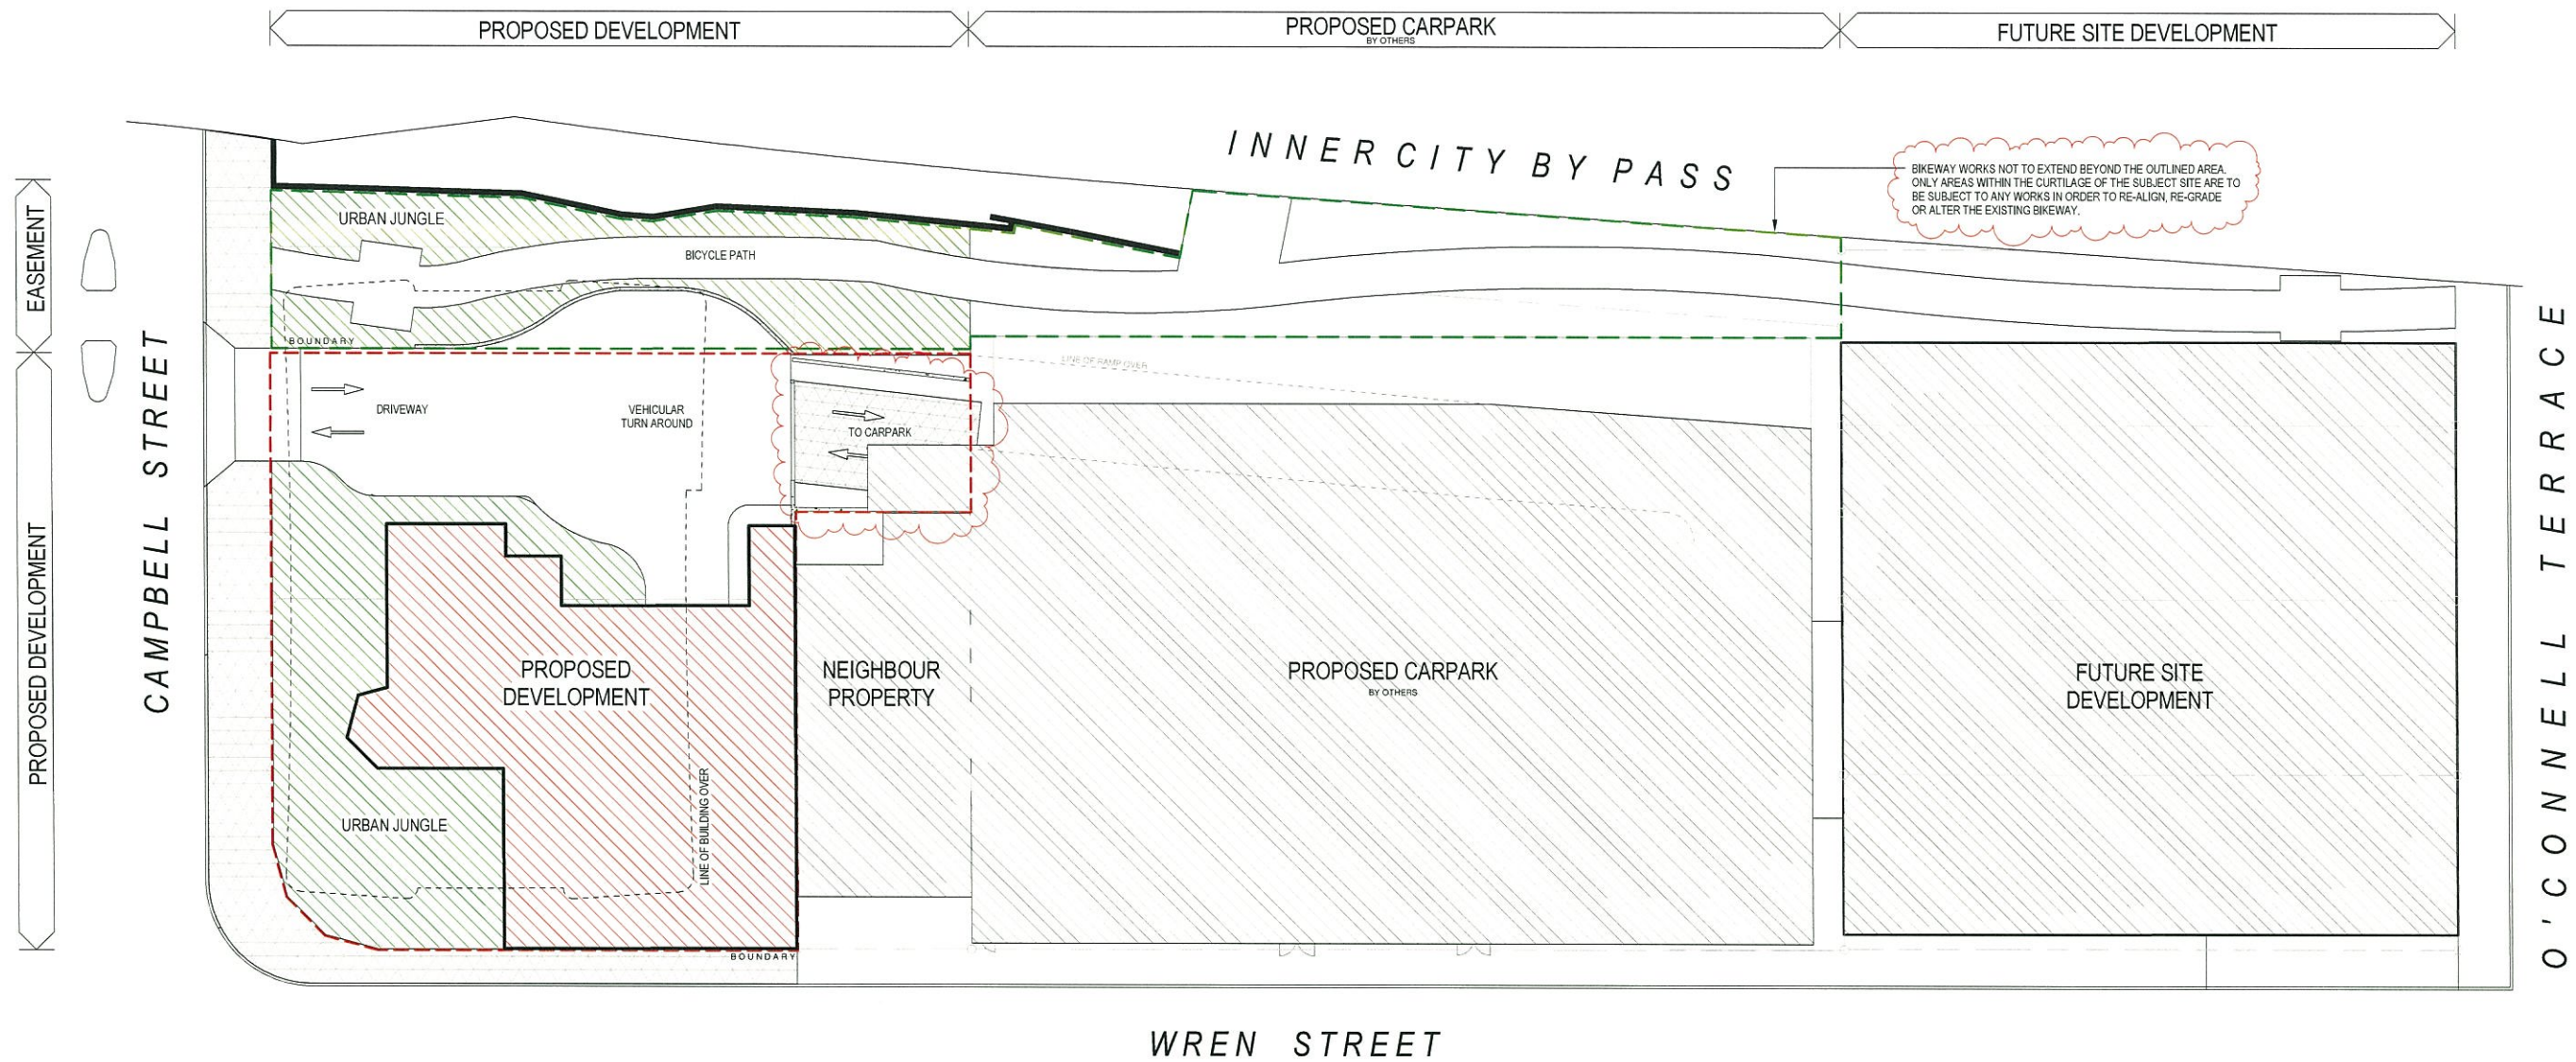 PROPOSED DEVELOPMENT
PROPOSED CARPARK
BY OTHERS
FUTURE SITE DEVELOPMENT
INNER CITY BY PASS
BIKEWAY WORKS NOT TO EXTEND BEYOND THE OUTLINED AREA.
ONLY AREAS WITHIN THE CURTILAGE OF THE SUBJECT SITE ARE TO
BE SUBJECT TO ANY WORKS IN ORDER TO RE-ALIGN, RE-GRADE
OR ALTER THE EXISTING BIKEWAY.
EASEMENT
URBAN JUNGLE
BICYCLE PATH
BOUNDARY
LINE OF RAMP OVER
CAMPBELL STREET
DRIVEWAY
VEHICULAR
TURN AROUND
TO CARPARK
O'CONNELL TERRACE
PROPOSED DEVELOPMENT
PROPOSED
DEVELOPMENT
NEIGHBOUR
PROPERTY
PROPOSED CARPARK
BY OTHERS
FUTURE SITE
DEVELOPMENT
URBAN JUNGLE
LINE OF BUILDING OVER
BOUNDARY
WREN STREET